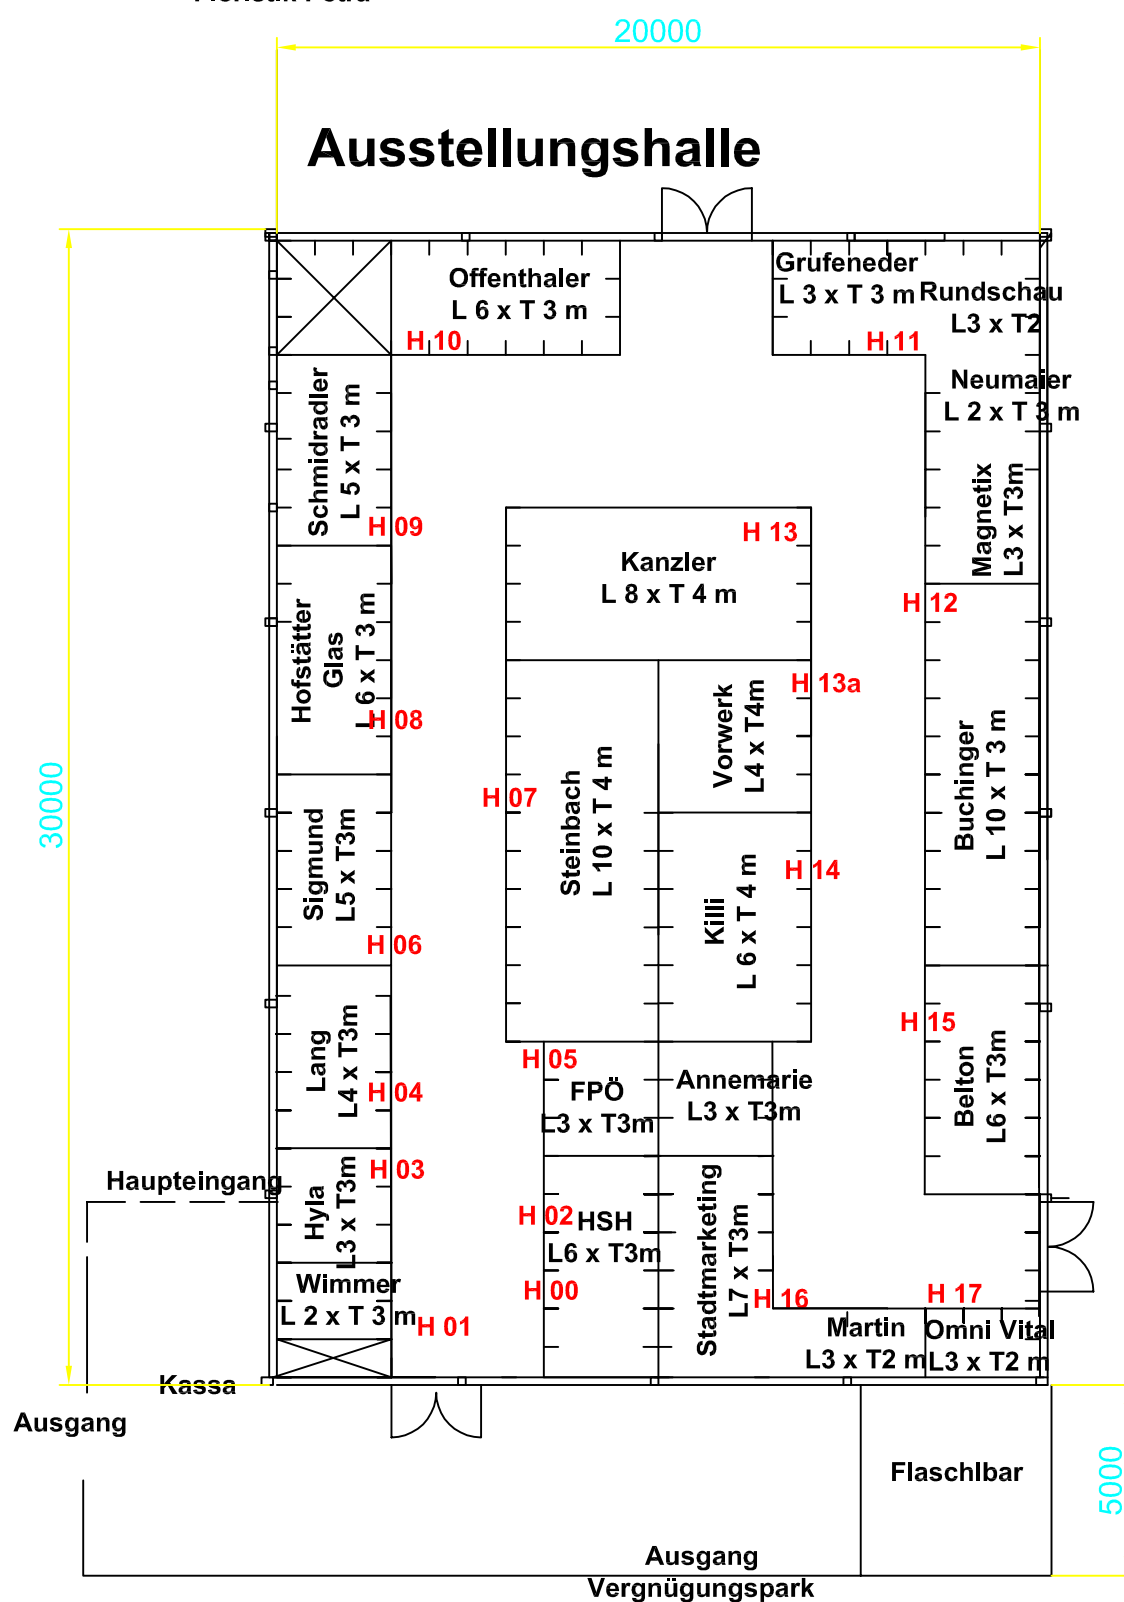 20000
Ausstellungshalle
Offenthaler
L 6 x T 3 m
H 10
Grufeneder
L 3 x T 3 m
Rundschau
L3 x T2
H 11
Neumaier
L 2 x T 3 m
Schmidradler
L 5 x T 3 m
H 09
Magnetix
L3 x T3m
H 13
Kanzler
L 8 x T 4 m
H 12
Hofstätter
Glas
L 6 x T 3 m
H 08
H 13a
Vorwerk
L4 x T4m
30000
H 07
Steinbach
L 10 x T 4 m
Buchinger
L 10 x T 3 m
Sigmund
L5 x T3m
H 06
H 14
Killi
L 6 x T 4 m
H 15
Lang
L4 x T3m
H 04
H 05
FPÖ
L3 x T3m
Annemarie
L3 x T3m
Belton
L6 x T3m
Haupteingang
H 03
Hyla
L3 x T3m
H 02
HSH
L6 x T3m
H 00
Stadtmarketing
L7 x T3m
H 16
H 17
Wimmer
L 2 x T 3 m
H 01
Martin
L3 x T2 m
Omni Vital
L3 x T2 m
Kassa
Ausgang
Flaschlbar
5000
Ausgang
Vergnügungspark